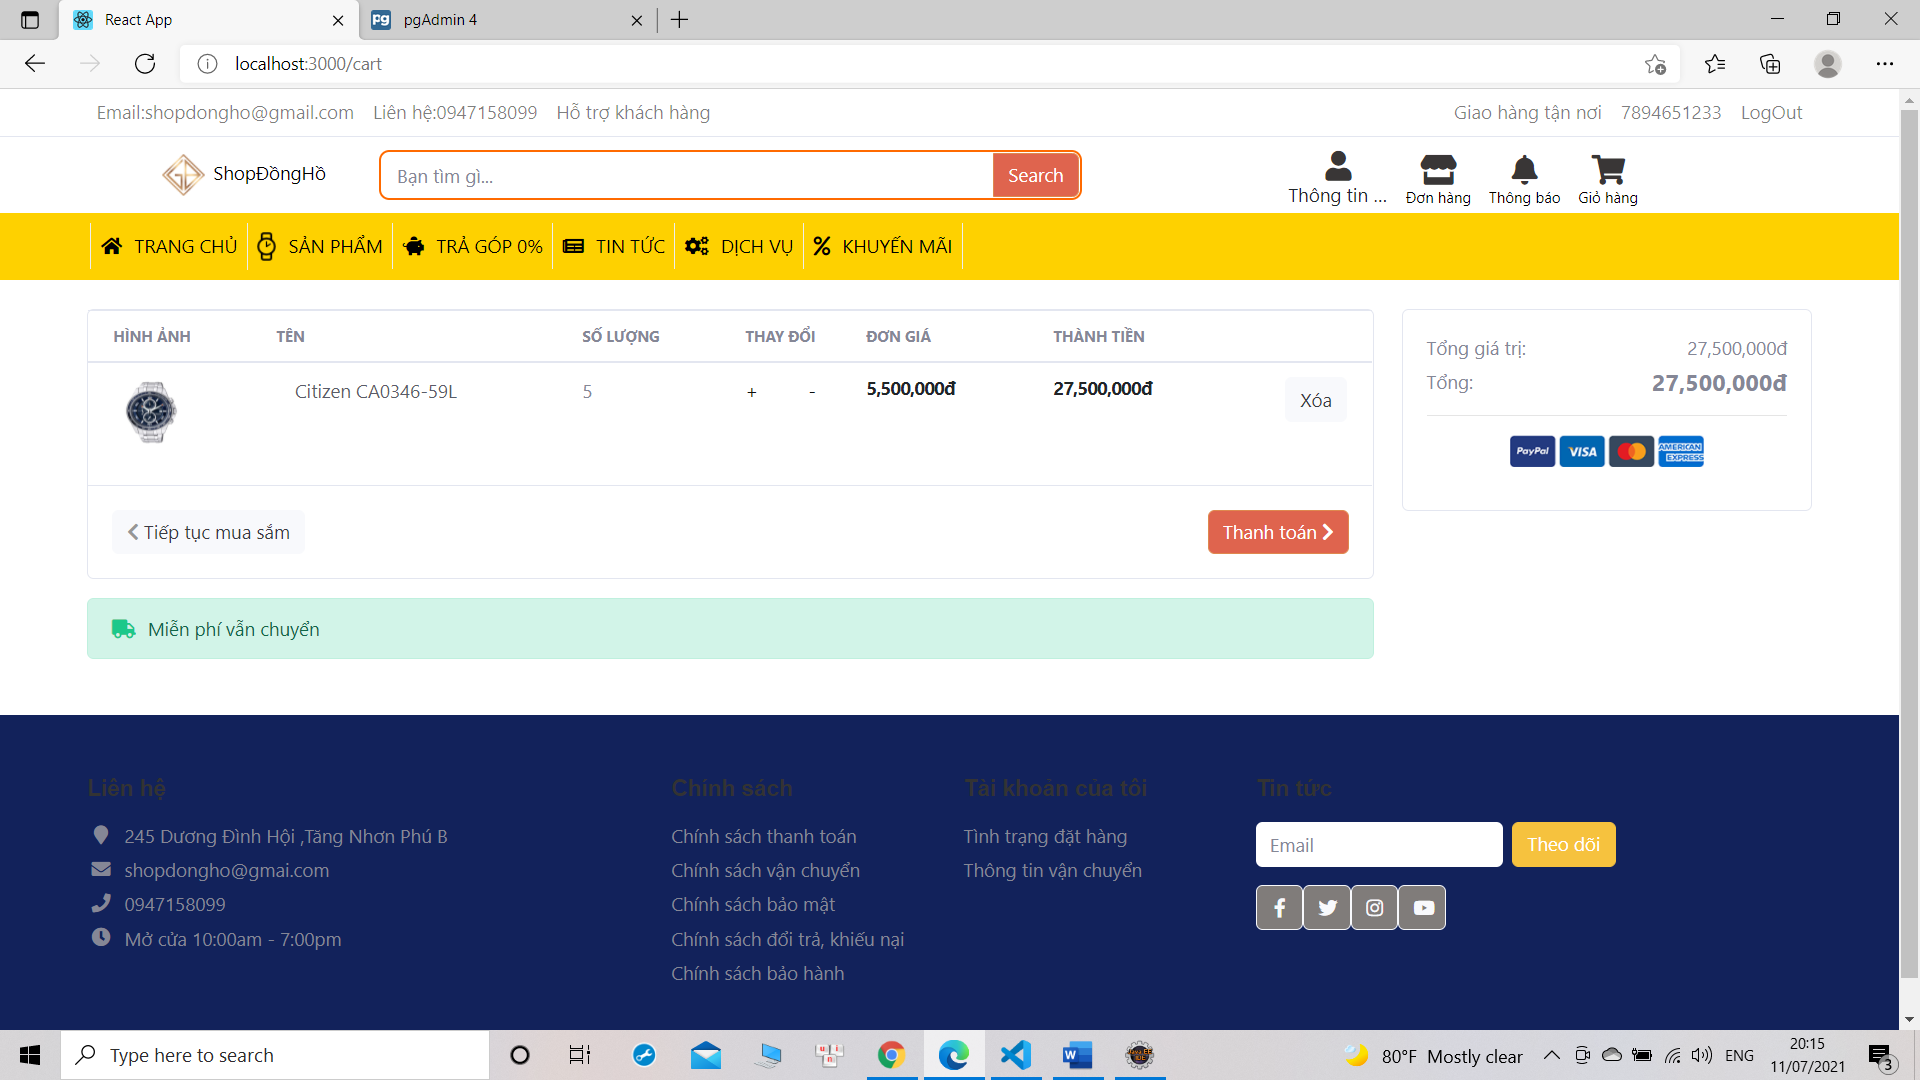 React App
pgAdmin 4
localhost:3000/cart
Email:shopdongho@gmail.com Liên hệ:0947158099 Hỗ trợ khách hàng Giao hàng tận nơi 7894651233 LogOut
ShopĐồngHồ
Bạn tìm gì...
Search
Thông tin ... Đơn hàng Thông báo Giỏ hàng
TRANG CHỦ SẢN PHẨM TRẢ GÓP 0% TIN TỨC DỊCH VỤ KHUYẾN MÃI
HÌNH ẢNH TÊN SỐ LƯỢNG THAY ĐỔI ĐƠN GIÁ THÀNH TIỀN
Citizen CA0346-59L 5 + - 5,500,000đ 27,500,000đ Xóa
Tiếp tục mua sắm
Thanh toán
Miễn phí vẫn chuyển
Tổng giá trị: 27,500,000đ
Tổng: 27,500,000đ
PayPal VISA AMERICAN EXPRESS
Liên hệ
245 Dương Đình Hội ,Tăng Nhơn Phú B
shopdongho@gmai.com
0947158099
Mở cửa 10:00am - 7:00pm
Chính sách
Chính sách thanh toán
Chính sách vận chuyển
Chính sách bảo mật
Chính sách đổi trả, khiếu nại
Chính sách bảo hành
Tài khoản của tôi
Tình trạng đặt hàng
Thông tin vận chuyển
Tin tức
Email
Theo dõi
Type here to search
80°F Mostly clear
ENG
20:15
11/07/2021
3